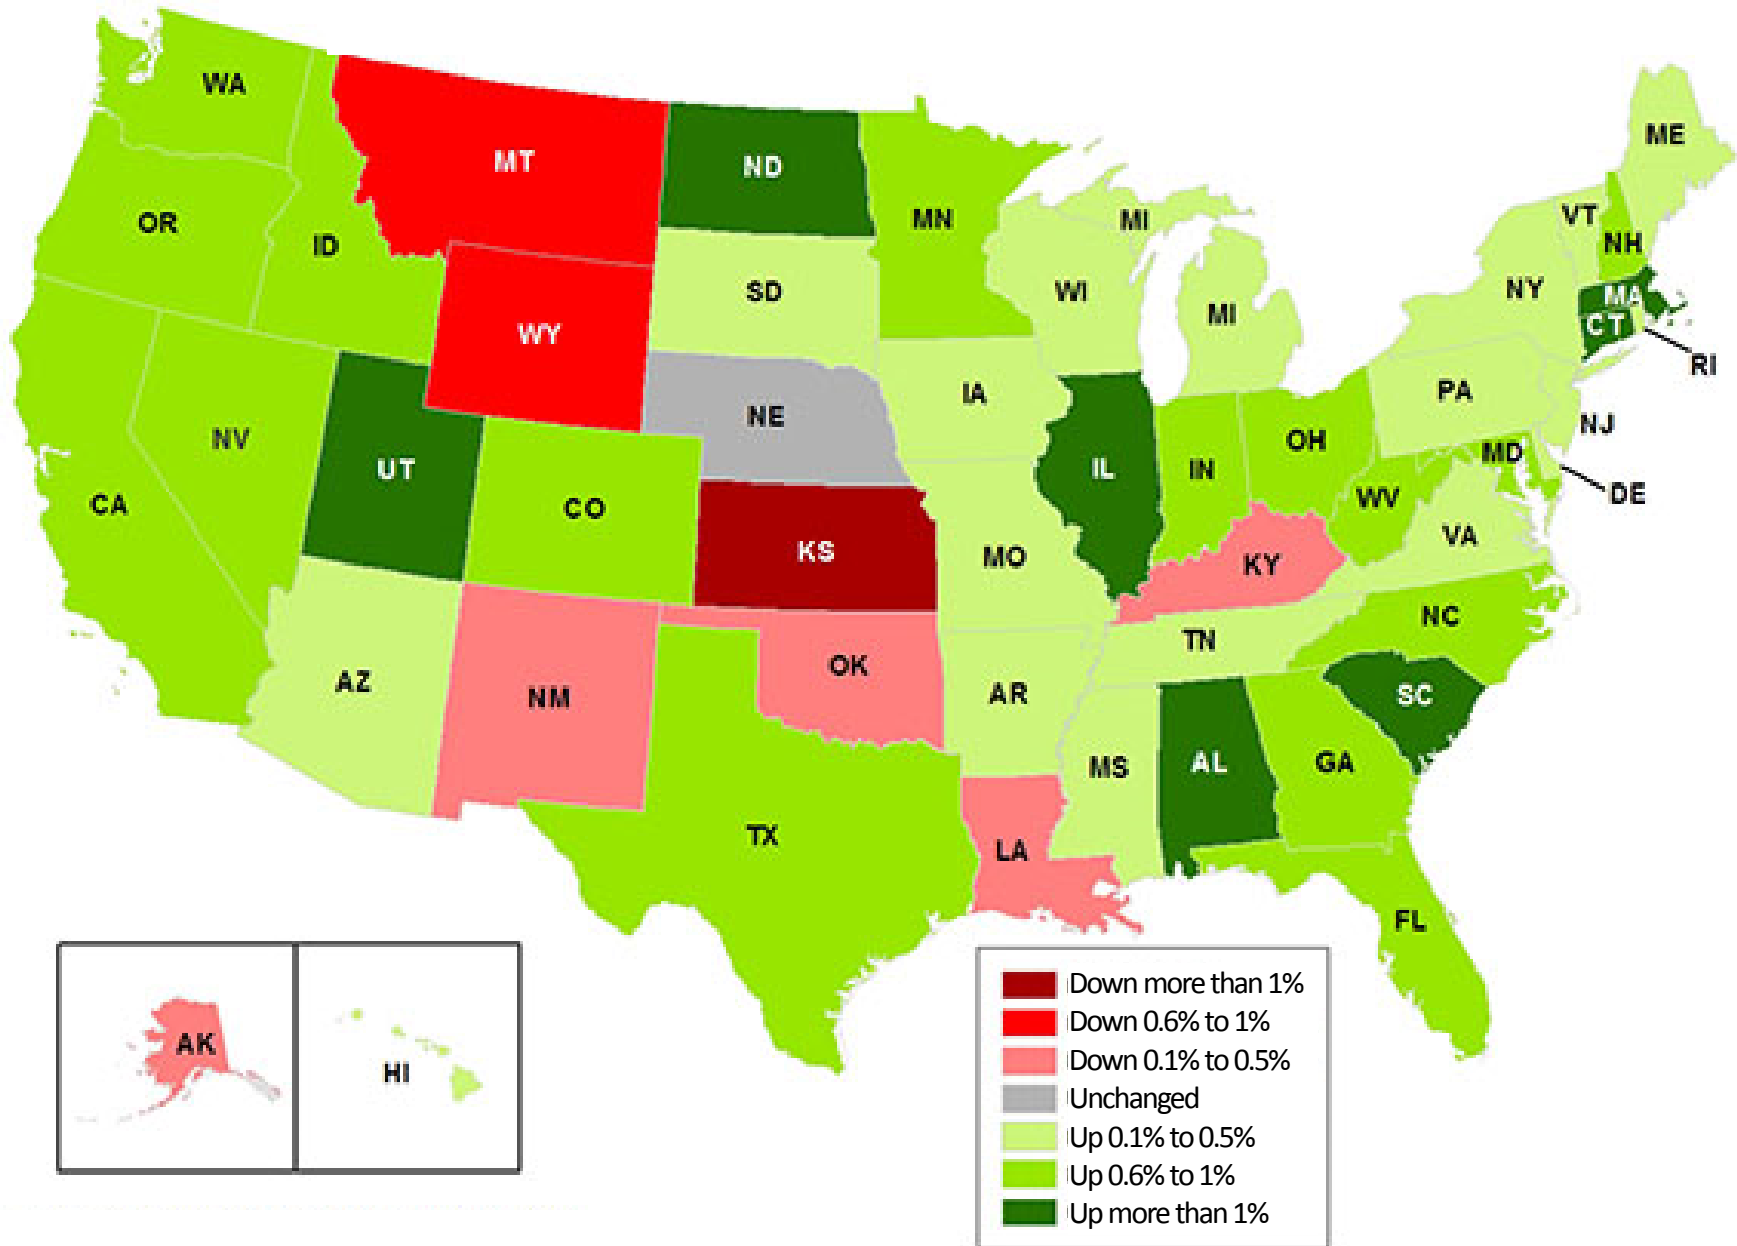 WA
MT
ND
MN
OR
ID
SD
WI
MI
MI
ME
VT
NH
NY
MA
CT
RI
WY
NE
IA
PA
NJ
NV
UT
CO
KS
MO
IL
IN
OH
MD
DE
WV
VA
KY
CA
AZ
NM
OK
AR
TN
NC
SC
MS
AL
GA
TX
LA
FL
AK
HI
Down more than 1%
Down 0.6% to 1%
Down 0.1% to 0.5%
Unchanged
Up 0.1% to 0.5%
Up 0.6% to 1%
Up more than 1%